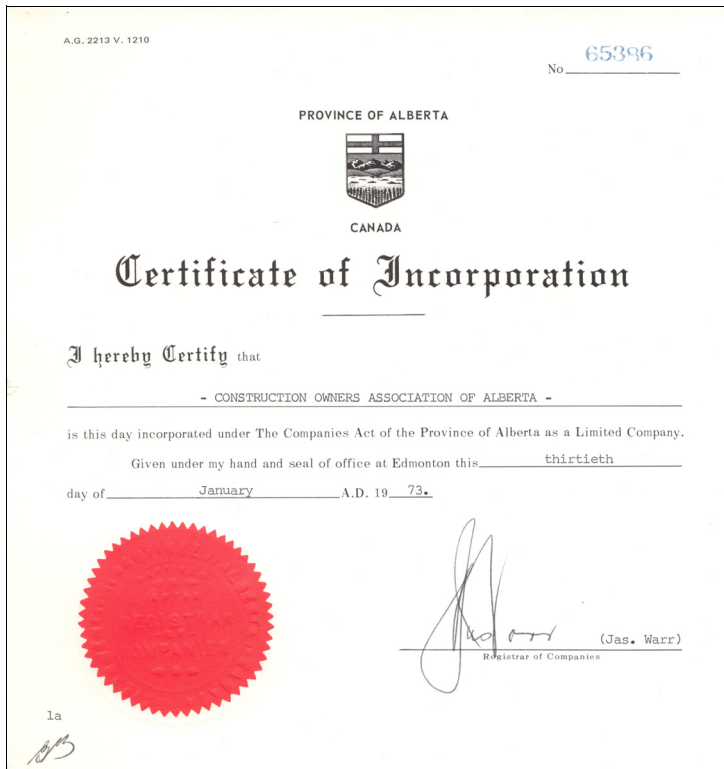 A.G. 2213 V. 1210
No 65386
PROVINCE OF ALBERTA
CANADA
Certificate of Incorporation
I hereby Certify that
- CONSTRUCTION OWNERS ASSOCIATION OF ALBERTA -
is this day incorporated under The Companies Act of the Province of Alberta as a Limited Company.
Given under my hand and seal of office at Edmonton this thirtieth
day of January A.D. 19 73.
REGISTRAR
(Jas. Warr)
Registrar of Companies
1a